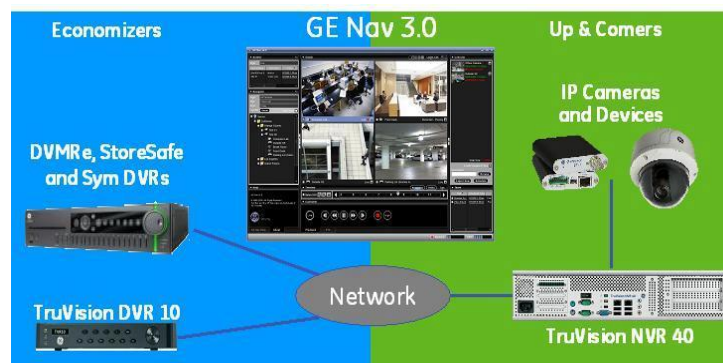 Economizers
GE Nav 3.0
Up & Comers
IP Cameras
and Devices
DVMRe, StoreSafe
and Sym DVRs
Network
TruVision DVR 10
TruVision NVR 40